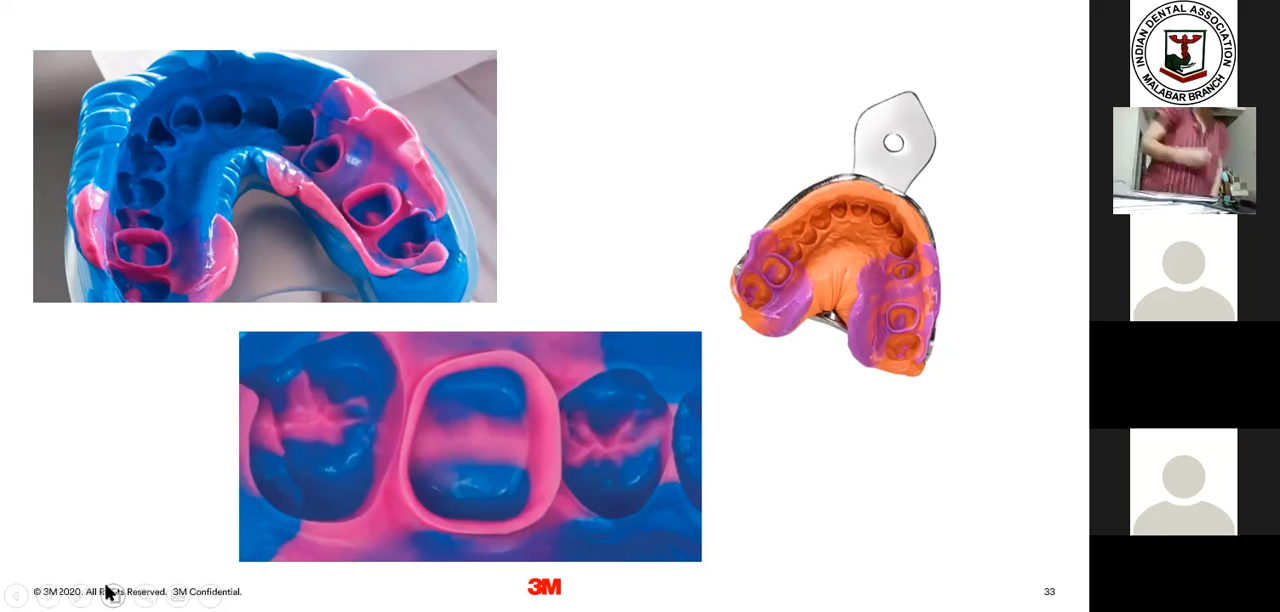 INDIAN DENTAL ASSOCIATION
MALABAR BRANCH
© 3M 2020. All Rights Reserved. 3M Confidential.
3M
33